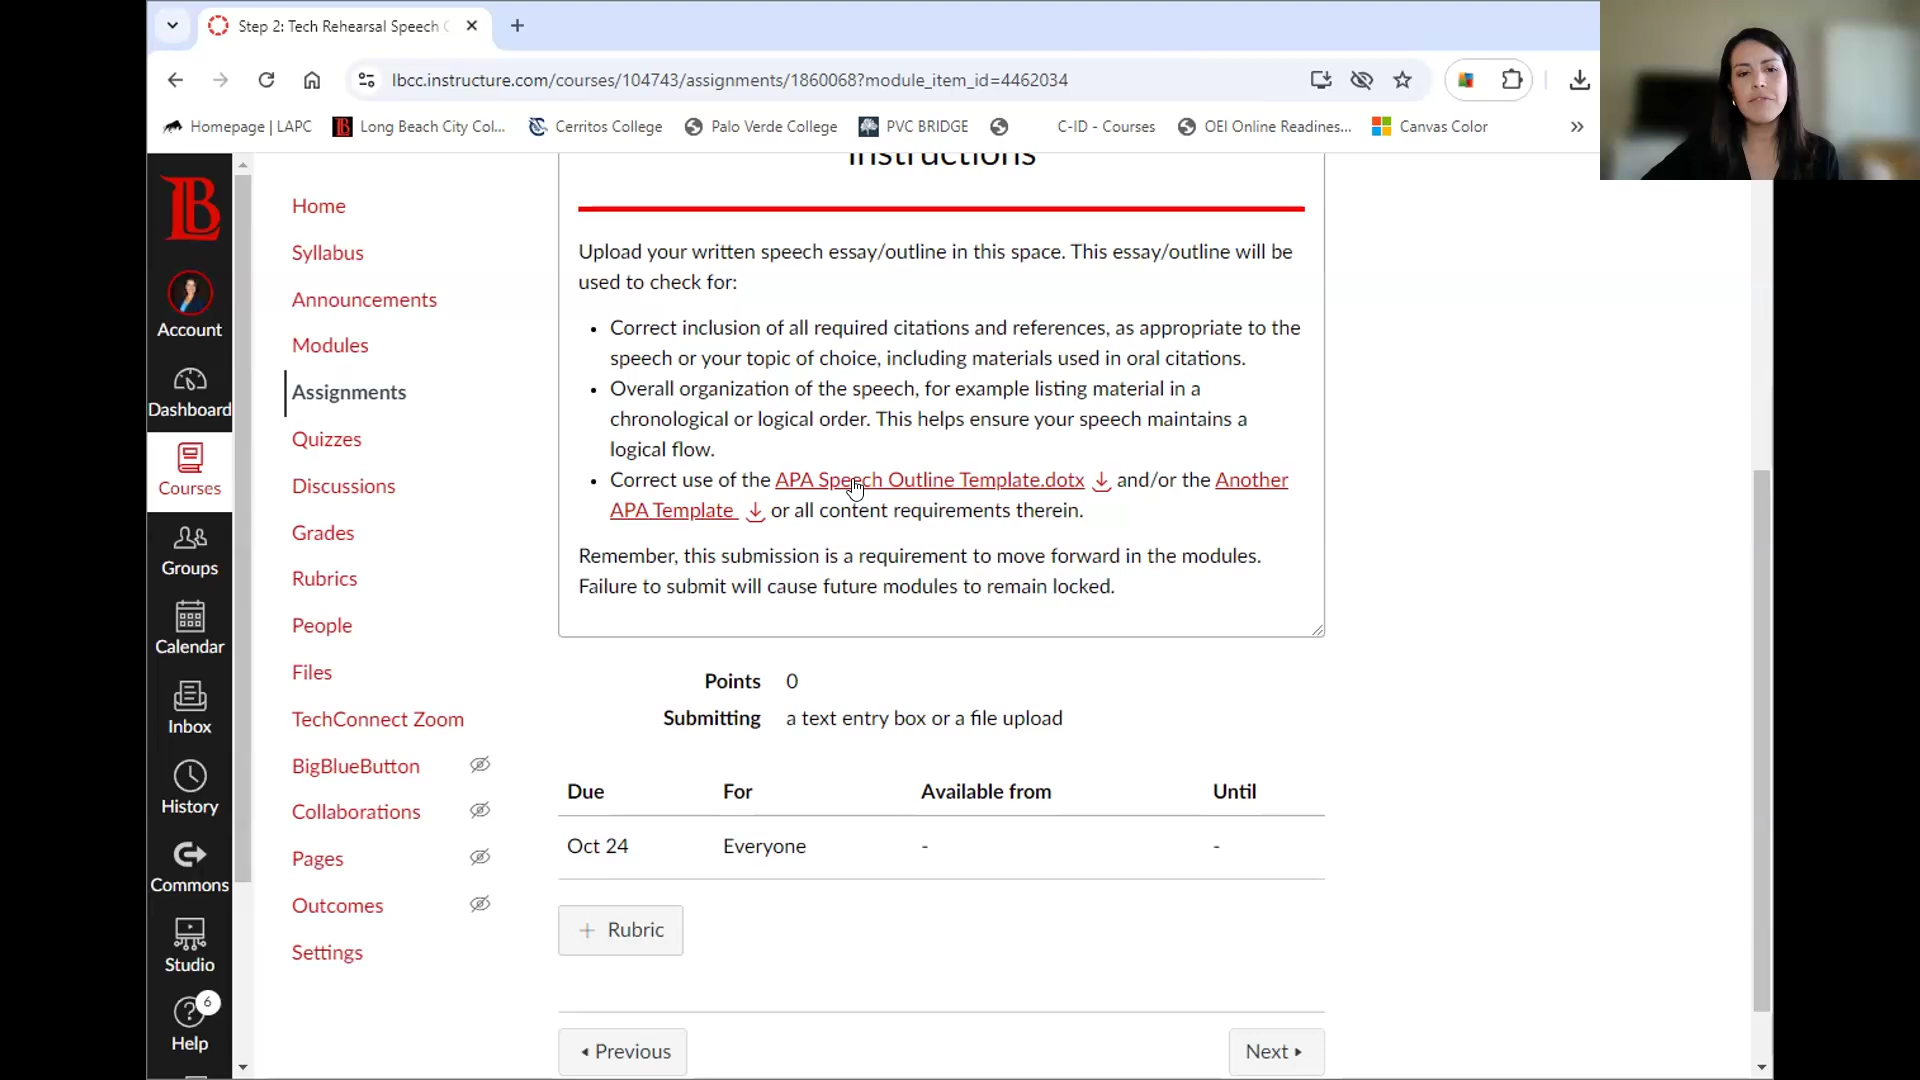 Step 2: Tech Rehearsal Speech
lbcc.instructure.com/courses/104743/assignments/1860068?module_item_id=4462034
Homepage | LAPC
Long Beach City Col...
Cerritos College
Palo Verde College
PVC BRIDGE
C-ID - Courses
OEI Online Readines...
Canvas Color
LB
Account
Dashboard
Courses
Groups
Calendar
Inbox
History
Commons
Studio
6
Help
Home
Syllabus
Announcements
Modules
Assignments
Quizzes
Discussions
Grades
Rubrics
People
Files
TechConnect Zoom
BigBlueButton
Collaborations
Pages
Outcomes
Settings
Instructions
Upload your written speech essay/outline in this space. This essay/outline will be
used to check for:
• Correct inclusion of all required citations and references, as appropriate to the
speech or your topic of choice, including materials used in oral citations.
• Overall organization of the speech, for example listing material in a
chronological or logical order. This helps ensure your speech maintains a
logical flow.
• Correct use of the APA Speech Outline Template.dotx and/or the Another
APA Template or all content requirements therein.
Remember, this submission is a requirement to move forward in the modules.
Failure to submit will cause future modules to remain locked.
Points 0
Submitting a text entry box or a file upload
Due For Available from Until
Oct 24 Everyone - -
+ Rubric
Previous
Next